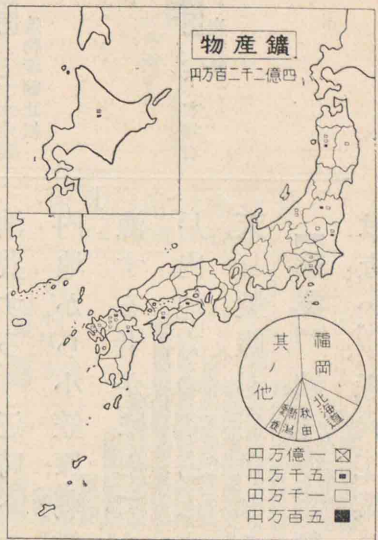 鑛産物
四億二千二百万円
福岡
北海道
秋田
其ノ他
一億万円
五千万円
一千万円
五百万円